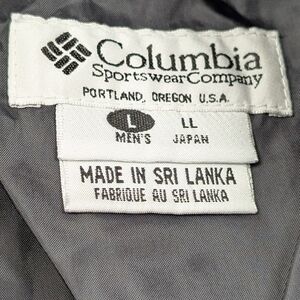 Columbia
SportswearCompany
PORTLAND, OREGON U.S.A.
L LL
MEN'S JAPAN
MADE IN SRI LANKA
FABRIQUE AU SRI LANKA